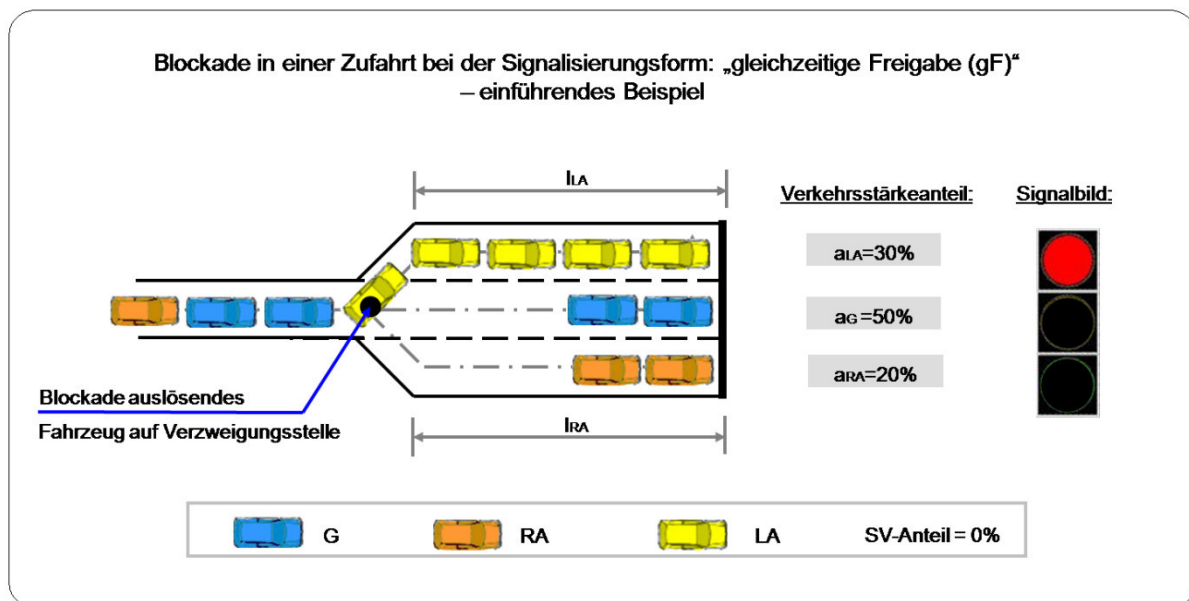 Blockade in einer Zufahrt bei der Signalisierungsform: „gleichzeitige Freigabe (gF)“
– einführendes Beispiel
lLA
Verkehrsstärkeanteil:
Signalbild:
aLA=30%
aG=50%
aRA=20%
Blockade auslösendes
Fahrzeug auf Verzweigungsstelle
lRA
G
RA
LA
SV-Anteil = 0%